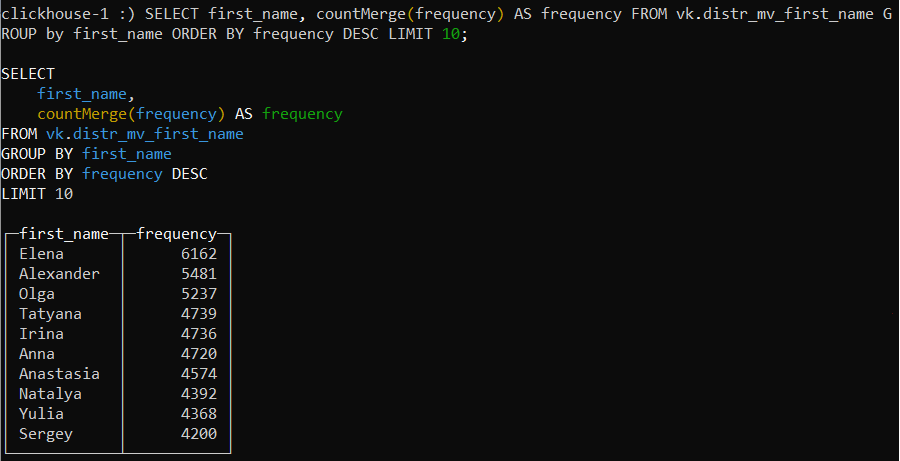 clickhouse-1 :) SELECT first_name, countMerge(frequency) AS frequency FROM vk.distr_mv_first_name G
ROUP by first_name ORDER BY frequency DESC LIMIT 10;
SELECT
    first_name,
    countMerge(frequency) AS frequency
FROM vk.distr_mv_first_name
GROUP BY first_name
ORDER BY frequency DESC
LIMIT 10
first_name frequency
Elena 6162
Alexander 5481
Olga 5237
Tatyana 4739
Irina 4736
Anna 4720
Anastasia 4574
Natalya 4392
Yulia 4368
Sergey 4200